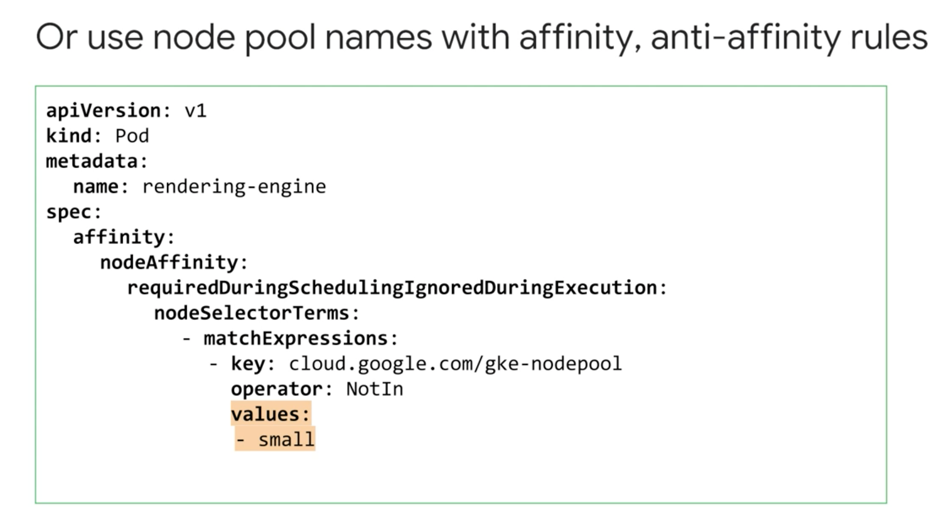 Or use node pool names with affinity, anti-affinity rules
apiVersion: v1
kind: Pod
metadata:
  name: rendering-engine
spec:
  affinity:
    nodeAffinity:
      requiredDuringSchedulingIgnoredDuringExecution:
        nodeSelectorTerms:
          - matchExpressions:
            - key: cloud.google.com/gke-nodepool
              operator: NotIn
              values:
              - small